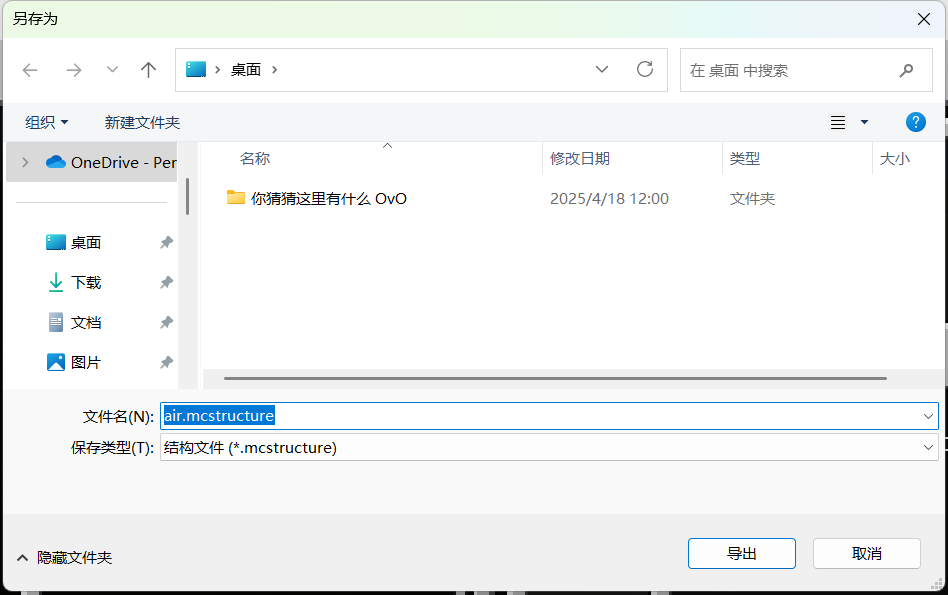 另存为
桌面
在 桌面 中搜索
组织 新建文件夹
OneDrive - Per
名称 修改日期 类型 大小
你猜猜这里有什么 OvO 2025/4/18 12:00 文件夹
桌面
下载
文档
图片
文件名(N): air.mcstructure
保存类型(T): 结构文件 (*.mcstructure)
隐藏文件夹 导出 取消